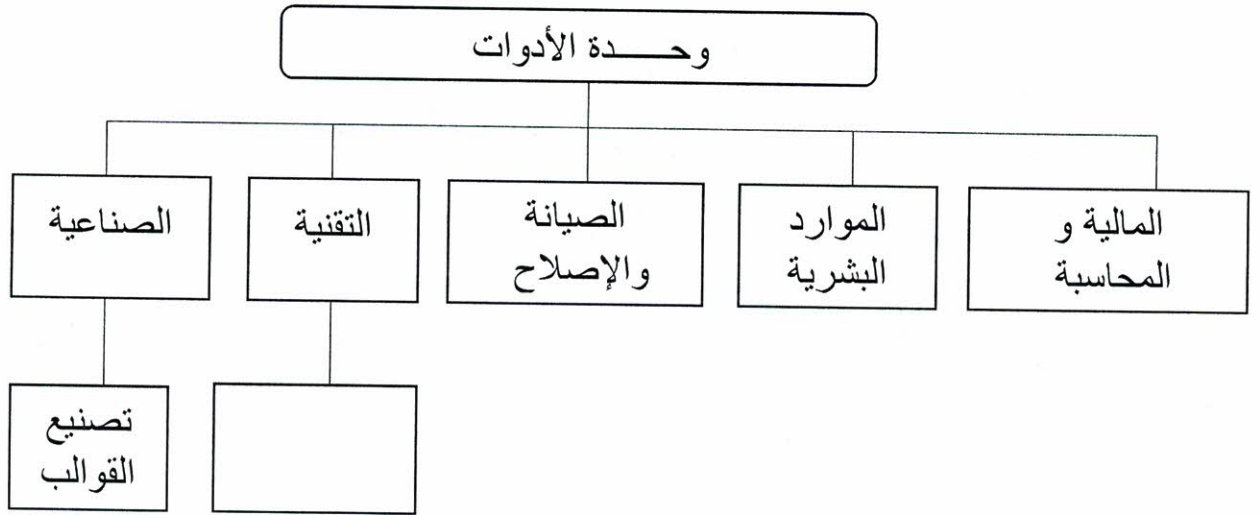 وحـــــدة الأدوات
المالية و
المحاسبة
الموارد
البشرية
الصيانة
والإصلاح
التقنية
الصناعية
تصنيع
القوالب